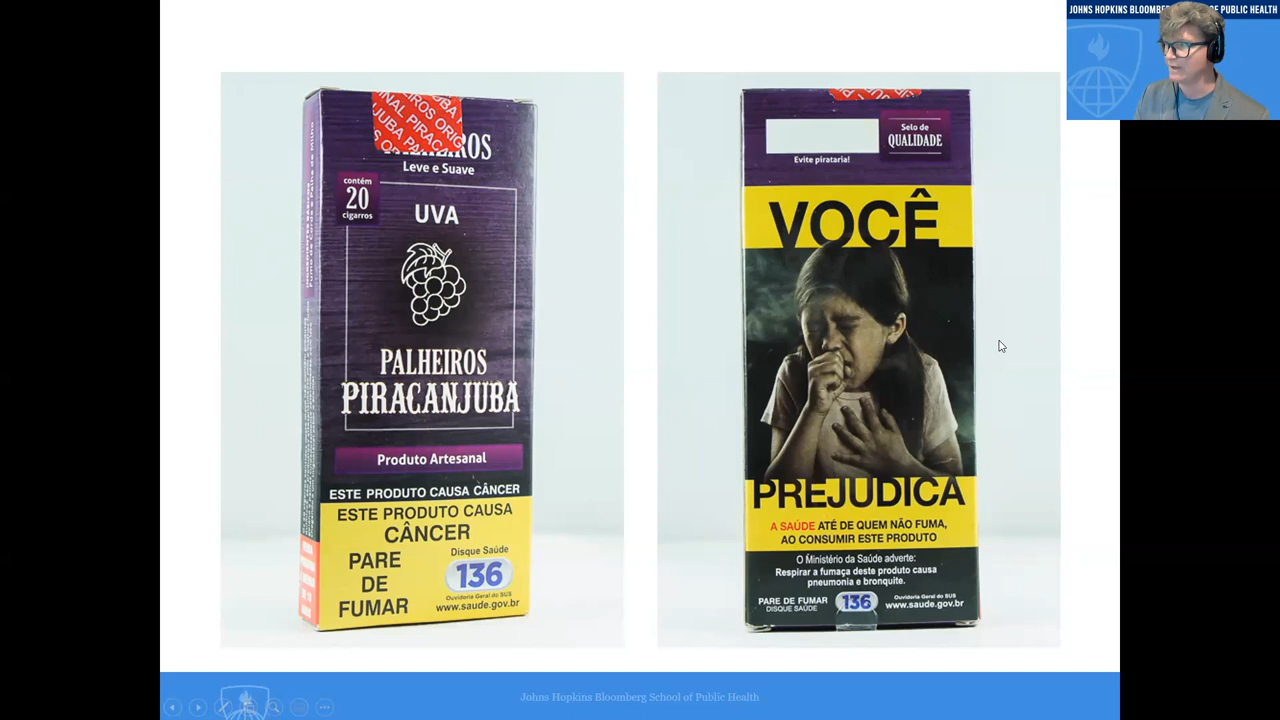 JOHNS HOPKINS BLOOMBE
OF PUBLIC HEALTH
ROS
Leve e Suave
contém
20
cigarros
UVA
PALHEIROS
PIRACANJUBA
Produto Artesanal
ESTE PRODUTO CAUSA CÂNCER
ESTE PRODUTO CAUSA
CÂNCER
PARE
DE
FUMAR
Disque Saúde
136
Ouvidoria Geral do SUS
www.saude.gov.br
Selo de
QUALIDADE
Evite pirataria!
VOCÊ
PREJUDICA
A SAÚDE ATÉ DE QUEM NÃO FUMA,
AO CONSUMIR ESTE PRODUTO
O Ministério da Saúde adverte:
Respirar a fumaça deste produto causa
pneumonia e bronquite.
PARE DE FUMAR
DISQUE SAÚDE
136
Ouvidoria Geral do SUS
www.saude.gov.br
Johns Hopkins Bloomberg School of Public Health